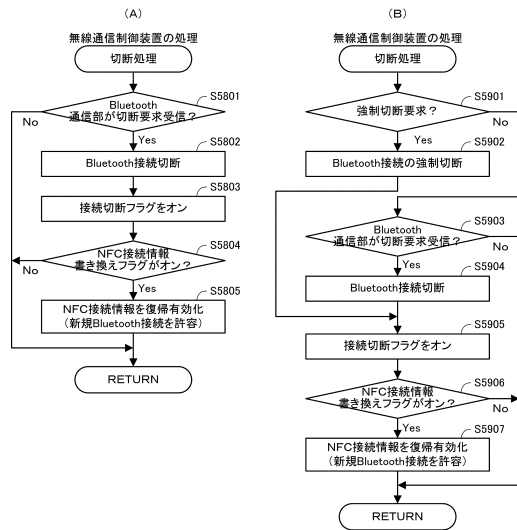 （A）
無線通信制御装置の処理
切断処理
S5801
Bluetooth
通信部が切断要求受信？
No
Yes
S5802
Bluetooth接続切断
S5803
接続切断フラグをオン
S5804
NFC接続情報
書き換えフラグがオン？
No
Yes
S5805
NFC接続情報を復帰有効化
（新規Bluetooth接続を許容）
RETURN
（B）
無線通信制御装置の処理
切断処理
S5901
強制切断要求？
No
Yes
S5902
Bluetooth接続の強制切断
S5903
Bluetooth
通信部が切断要求受信？
No
Yes
S5904
Bluetooth接続切断
S5905
接続切断フラグをオン
S5906
NFC接続情報
書き換えフラグがオン？
No
Yes
S5907
NFC接続情報を復帰有効化
（新規Bluetooth接続を許容）
RETURN